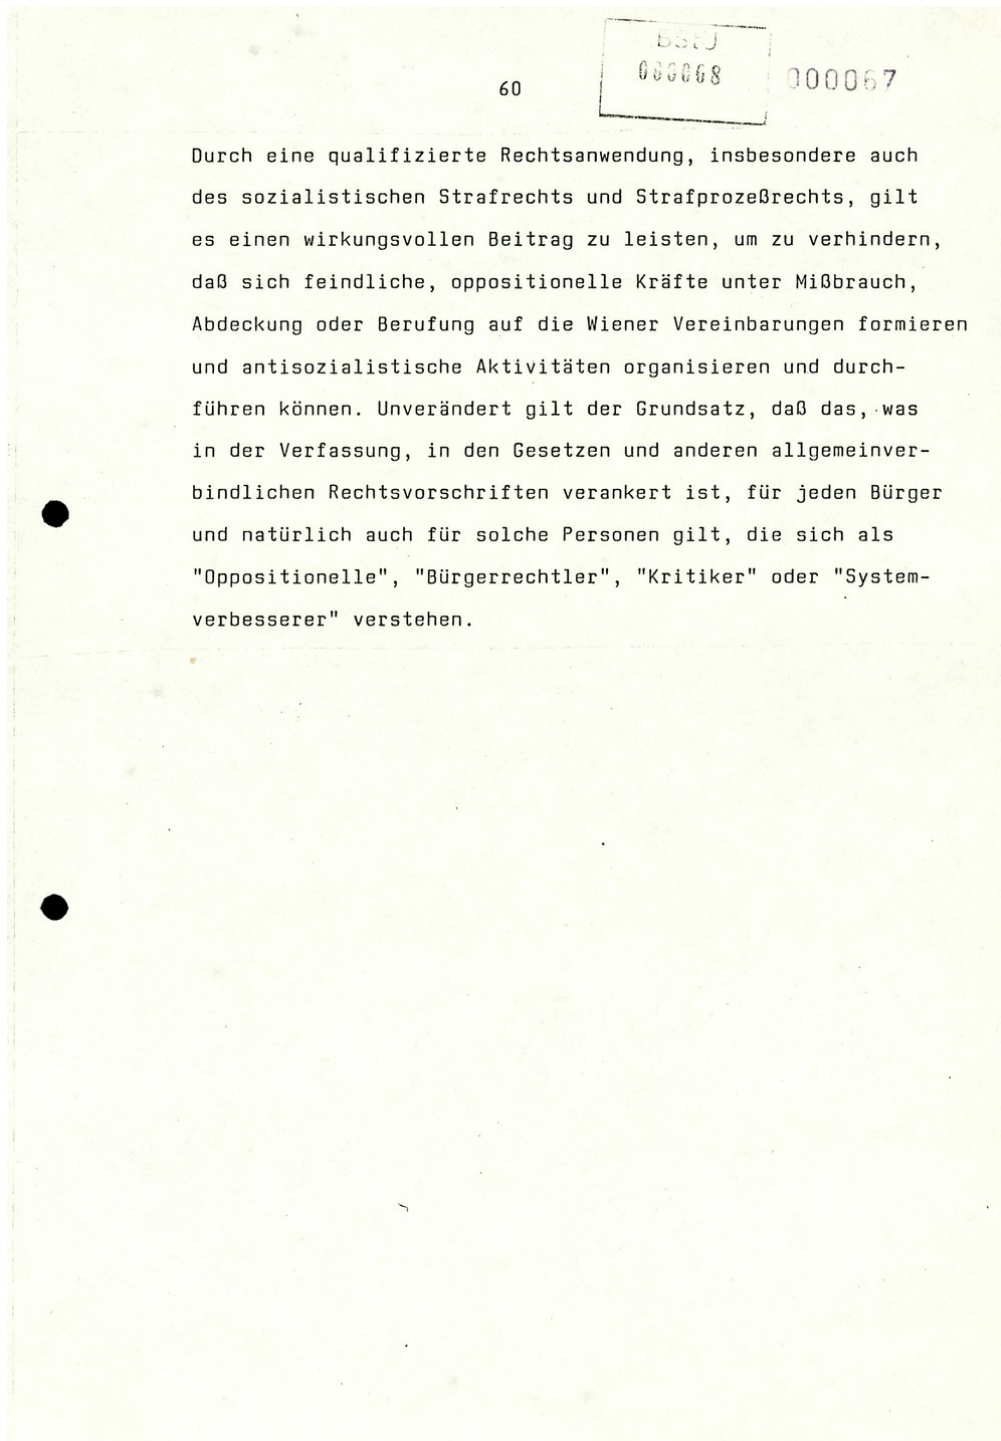 BStU
000068
000067
60
Durch eine qualifizierte Rechtsanwendung, insbesondere auch
des sozialistischen Strafrechts und Strafprozeßrechts, gilt
es einen wirkungsvollen Beitrag zu leisten, um zu verhindern,
daß sich feindliche, oppositionelle Kräfte unter Mißbrauch,
Abdeckung oder Berufung auf die Wiener Vereinbarungen formieren
und antisozialistische Aktivitäten organisieren und durch-
führen können. Unverändert gilt der Grundsatz, daß das, was
in der Verfassung, in den Gesetzen und anderen allgemeinver-
bindlichen Rechtsvorschriften verankert ist, für jeden Bürger
und natürlich auch für solche Personen gilt, die sich als
"Oppositionelle", "Bürgerrechtler", "Kritiker" oder "System-
verbesserer" verstehen.